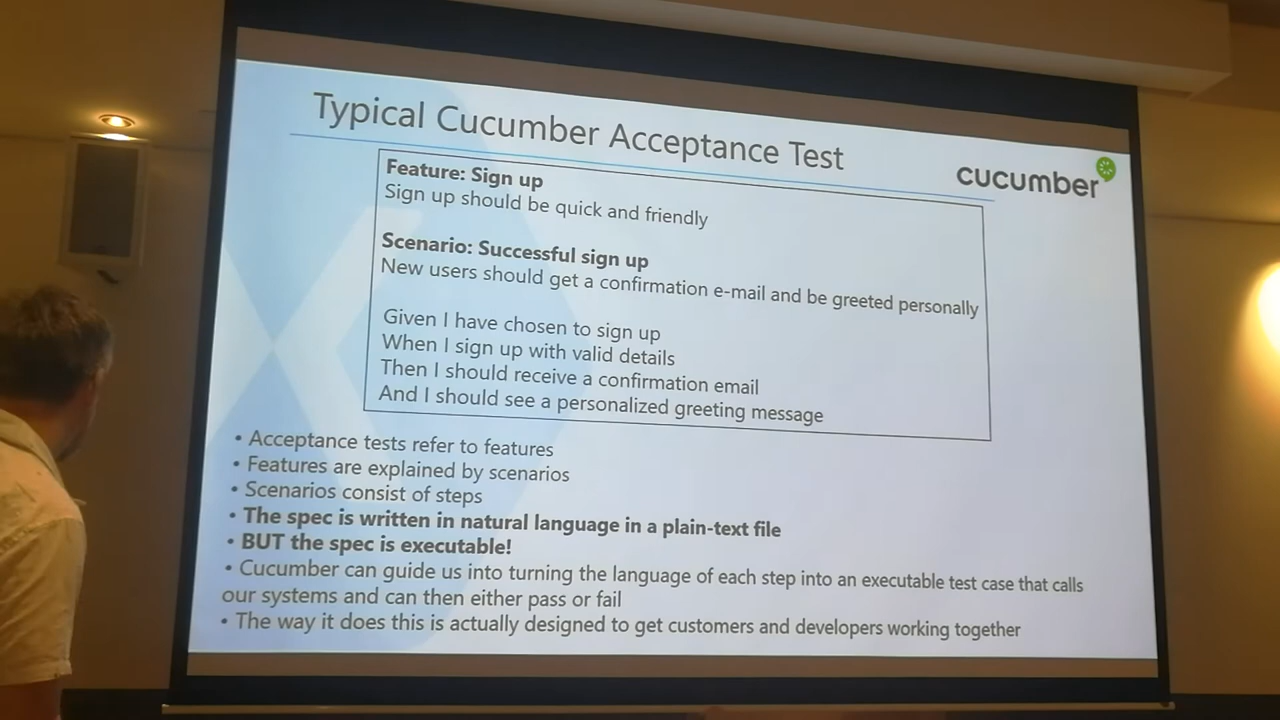 Typical Cucumber Acceptance Test
cucumber
Feature: Sign up
Sign up should be quick and friendly
Scenario: Successful sign up
New users should get a confirmation e-mail and be greeted personally
Given I have chosen to sign up
When I sign up with valid details
Then I should receive a confirmation email
And I should see a personalized greeting message
• Acceptance tests refer to features
• Features are explained by scenarios
• Scenarios consist of steps
• The spec is written in natural language in a plain-text file
• BUT the spec is executable!
• Cucumber can guide us into turning the language of each step into an executable test case that calls
our systems and can then either pass or fail
• The way it does this is actually designed to get customers and developers working together